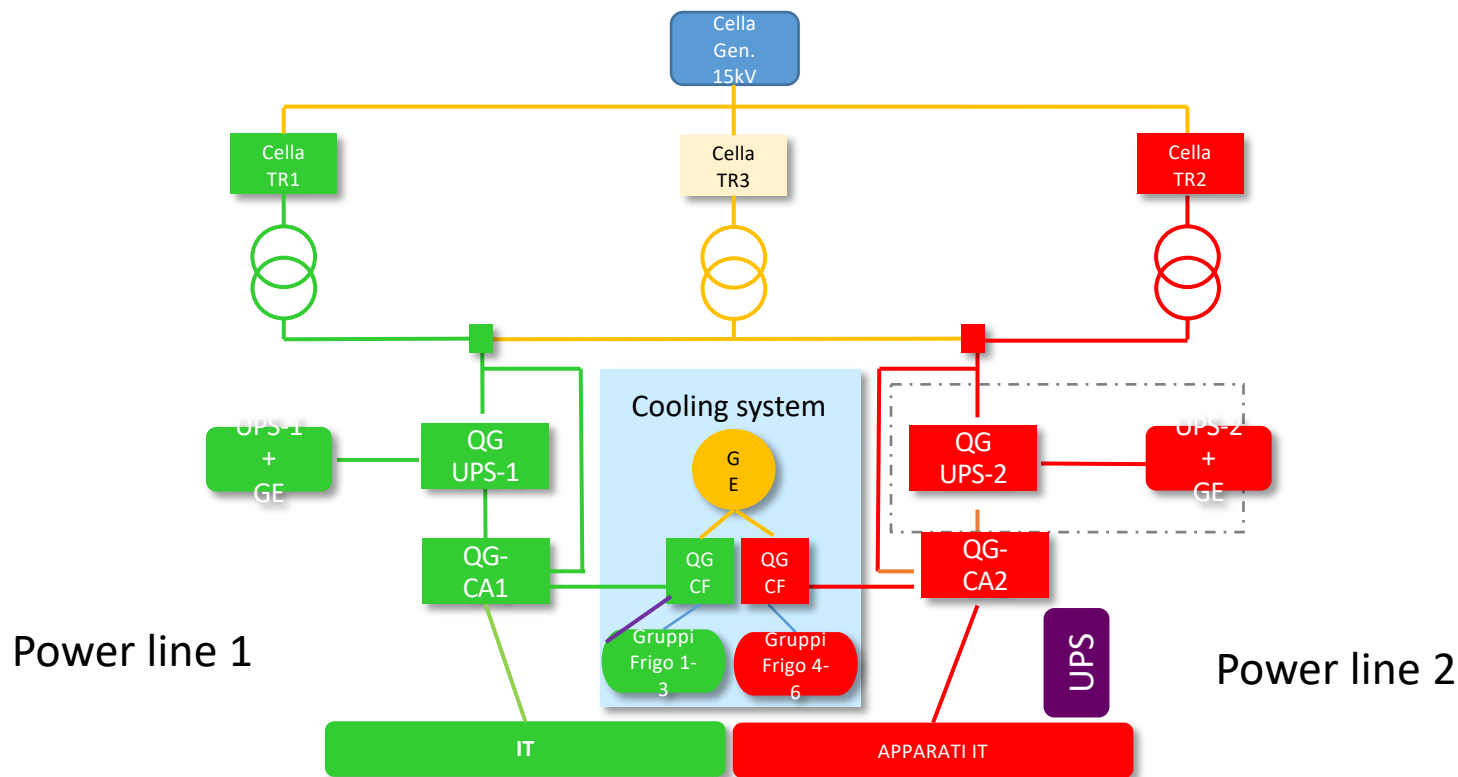 Cella
Gen.
15kV
Cella
TR1
Cella
TR3
Cella
TR2
Cooling system
UPS-1
+
GE
QG
UPS-1
G
E
QG
UPS-2
UPS-2
+
GE
QG-
CA1
QG
CF
QG
CF
QG-
CA2
Gruppi
Frigo 1-
3
Gruppi
Frigo 4-
6
UPS
Power line 1
Power line 2
IT
APPARATI IT